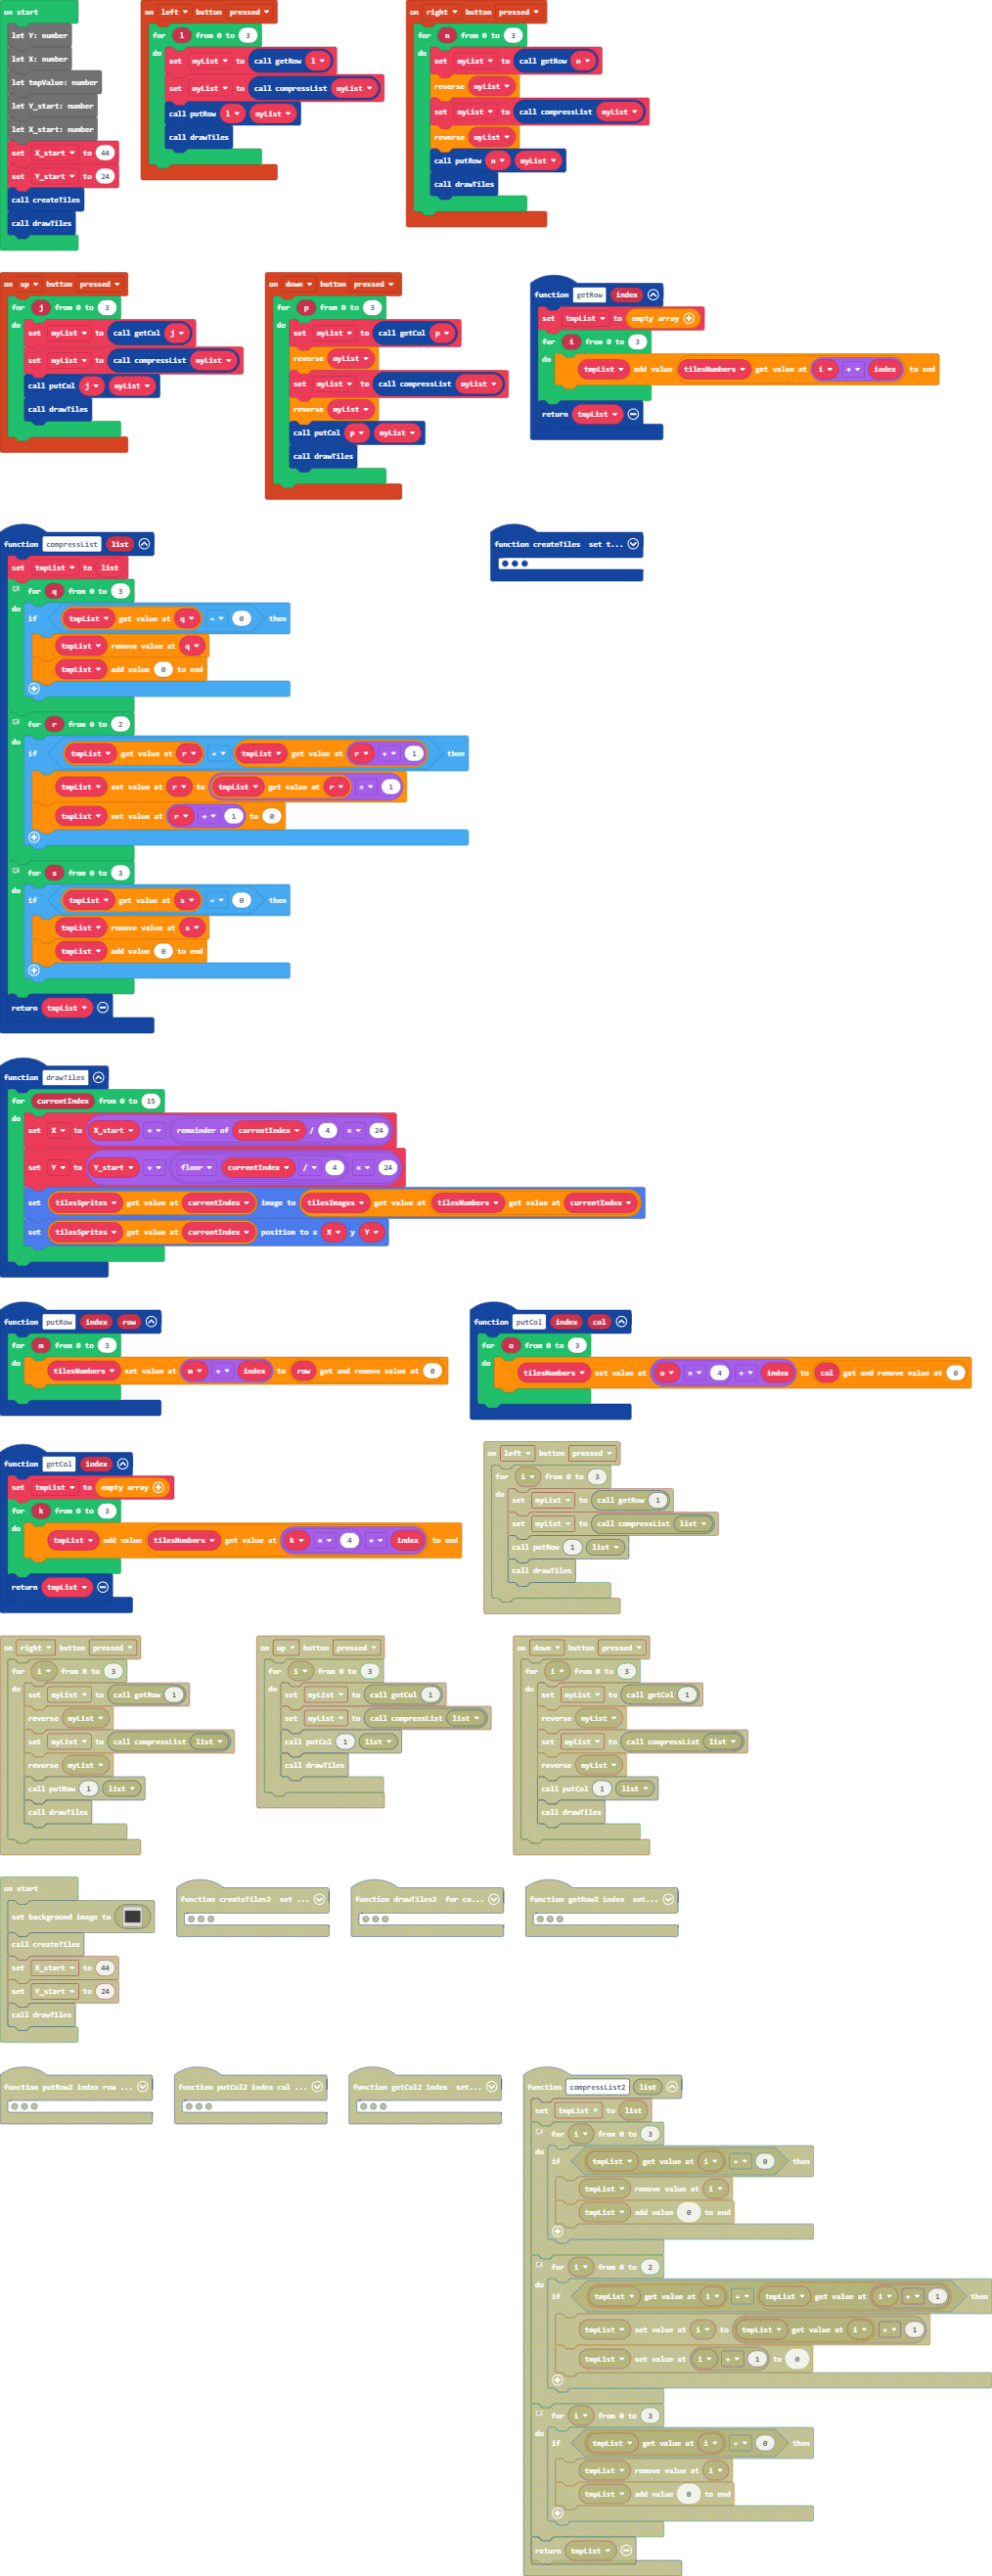 on start
let Y: number
let X: number
let tmpValue: number
let Y_start: number
let X_start: number
set X_start to 44
set Y_start to 24
call createTiles
call drawTiles
on left button pressed
for l from 0 to 3
do
set myList to call getRow l
set myList to call compressList myList
call putRow l myList
call drawTiles
on right button pressed
for n from 0 to 3
do
set myList to call getRow n
reverse myList
set myList to call compressList myList
reverse myList
call putRow n myList
call drawTiles
on up button pressed
for j from 0 to 3
do
set myList to call getCol j
set myList to call compressList myList
call putCol j myList
call drawTiles
on down button pressed
for p from 0 to 3
do
set myList to call getCol p
reverse myList
set myList to call compressList myList
reverse myList
call putCol p myList
call drawTiles
function getRow index
set tmpList to empty array
for i from 0 to 3
do
tmpList add value tilesNumbers get value at i + index to end
return tmpList
function compressList list
set tmpList to list
for q from 0 to 3
do
if tmpList get value at q = 0 then
tmpList remove value at q
tmpList add value 0 to end
for r from 0 to 2
do
if tmpList get value at r = tmpList get value at r + 1 then
tmpList set value at r to tmpList get value at r + 1
tmpList set value at r + 1 to 0
for s from 0 to 3
do
if tmpList get value at s = 0 then
tmpList remove value at s
tmpList add value 0 to end
return tmpList
function createTiles set t...
function drawTiles
for currentIndex from 0 to 15
do
set X to X_start + remainder of currentIndex / 4 × 24
set Y to Y_start + floor currentIndex / 4 × 24
set tilesSprites get value at currentIndex image to tilesImages get value at tilesNumbers get value at currentIndex
set tilesSprites get value at currentIndex position to x X y Y
function putRow index row
for m from 0 to 3
do
tilesNumbers set value at m + index to row get and remove value at 0
function putCol index col
for o from 0 to 3
do
tilesNumbers set value at o × 4 + index to col get and remove value at 0
function getCol index
set tmpList to empty array
for k from 0 to 3
do
tmpList add value tilesNumbers get value at k × 4 + index to end
return tmpList
on left button pressed
for i from 0 to 3
do
set myList to call getRow 1
set myList to call compressList list
call putRow 1 list
call drawTiles
on right button pressed
for i from 0 to 3
do
set myList to call getRow 1
reverse myList
set myList to call compressList list
reverse myList
call putRow 1 list
call drawTiles
on up button pressed
for i from 0 to 3
do
set myList to call getCol 1
set myList to call compressList list
call putCol 1 list
call drawTiles
on down button pressed
for i from 0 to 3
do
set myList to call getCol 1
reverse myList
set myList to call compressList list
reverse myList
call putCol 1 list
call drawTiles
on start
set background image to
call createTiles
set X_start to 44
set Y_start to 24
call drawTiles
function createTiles2 set ...
function drawTiles2 for cu...
function getRow2 index set...
function putRow2 index row ...
function putCol2 index col ...
function getCol2 index set...
function compressList2 list
set tmpList to list
for i from 0 to 3
do
if tmpList get value at i = 0 then
tmpList remove value at i
tmpList add value 0 to end
for i from 0 to 2
do
if tmpList get value at i = tmpList get value at i + 1 then
tmpList set value at i to tmpList get value at i + 1
tmpList set value at i + 1 to 0
for i from 0 to 3
do
if tmpList get value at i = 0 then
tmpList remove value at i
tmpList add value 0 to end
return tmpList